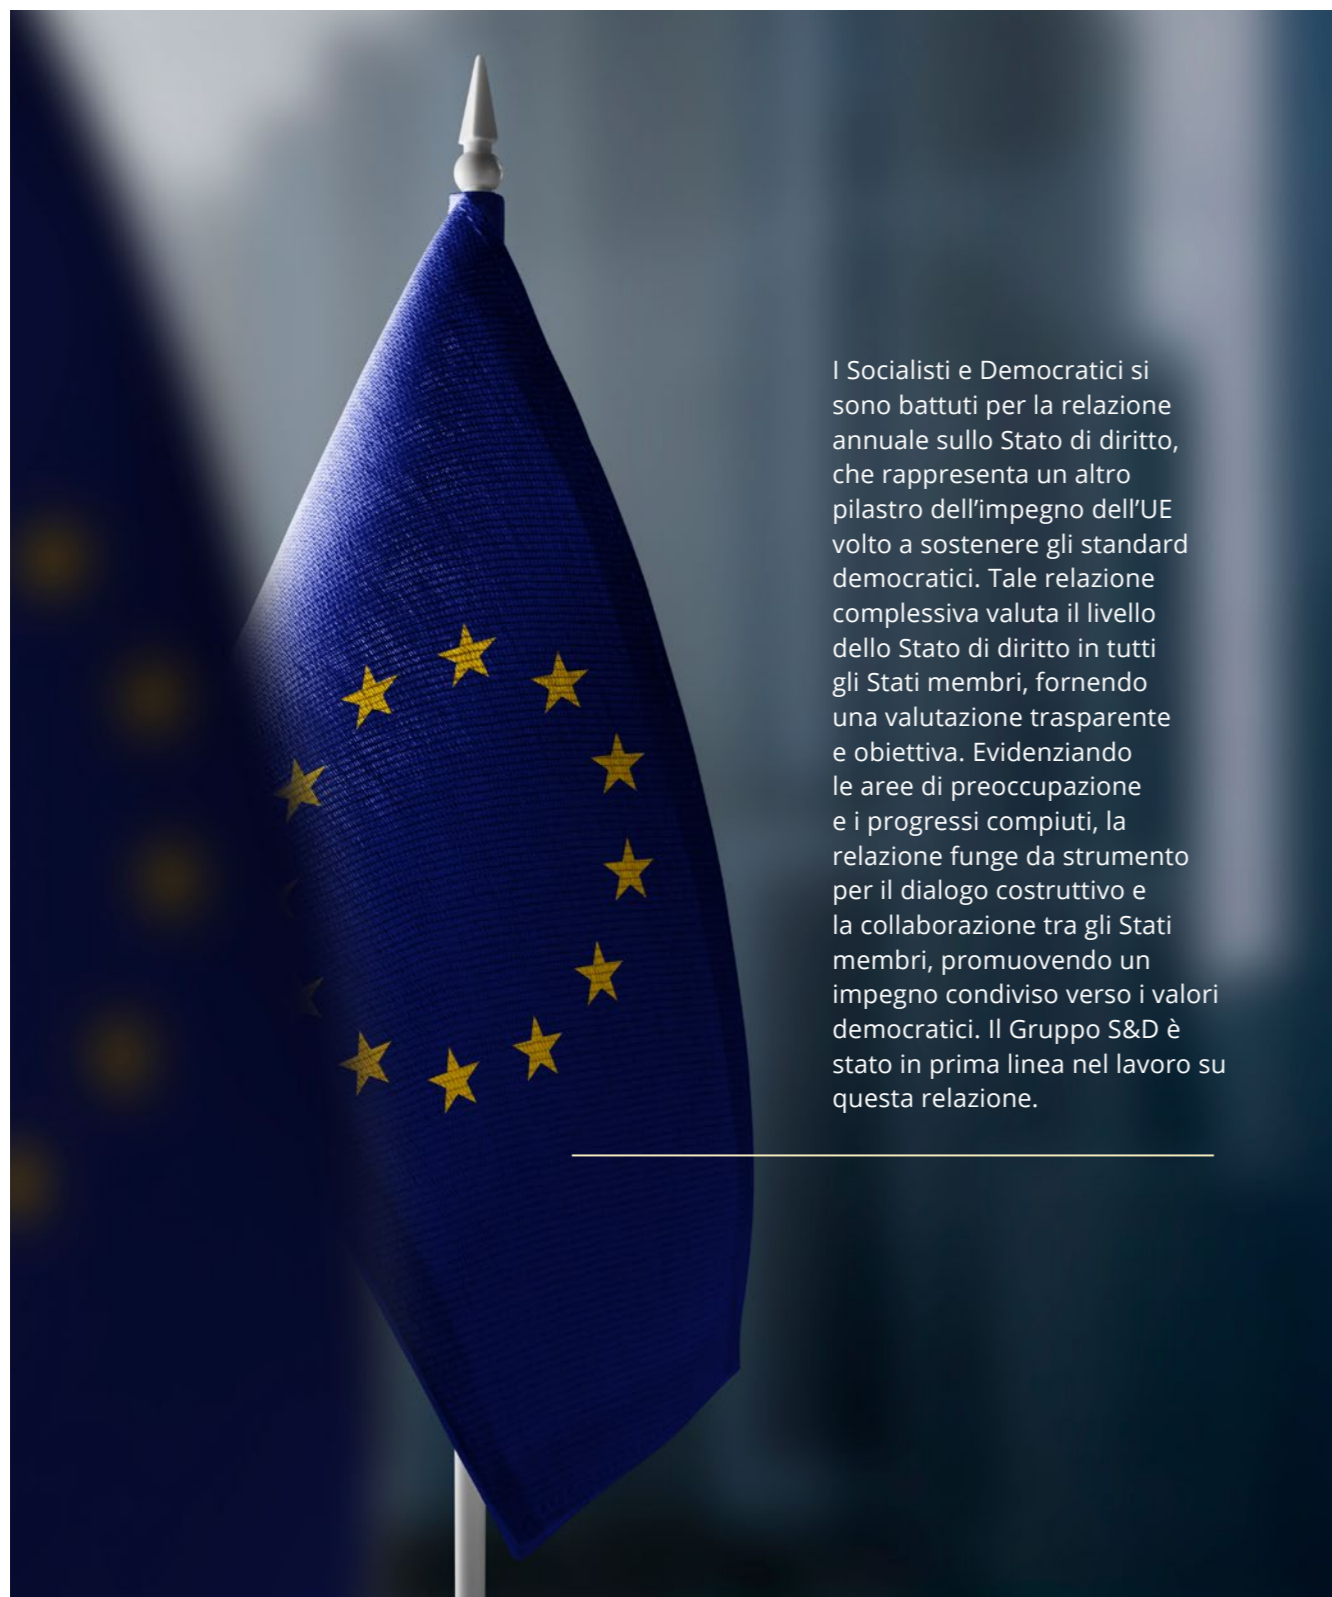 I Socialisti e Democratici si
sono battuti per la relazione
annuale sullo Stato di diritto,
che rappresenta un altro
pilastro dell’impegno dell’UE
volto a sostenere gli standard
democratici. Tale relazione
complessiva valuta il livello
dello Stato di diritto in tutti
gli Stati membri, fornendo
una valutazione trasparente
e obiettiva. Evidenziando
le aree di preoccupazione
e i progressi compiuti, la
relazione funge da strumento
per il dialogo costruttivo e
la collaborazione tra gli Stati
membri, promuovendo un
impegno condiviso verso i valori
democratici. Il Gruppo S&D è
stato in prima linea nel lavoro su
questa relazione.